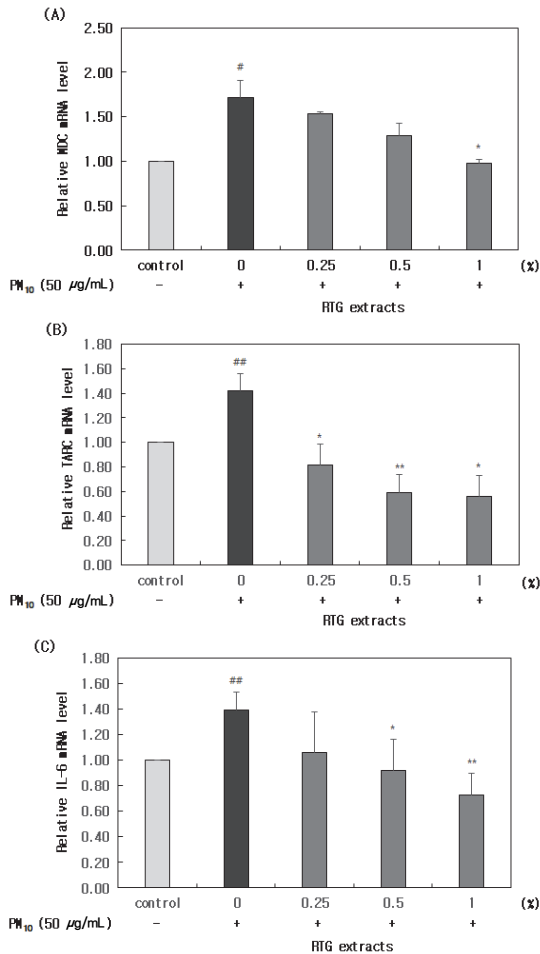 (A)
Relative MDC mRNA level
2.50
2.00
1.50
1.00
0.50
0.00
#
*
control 0 0.25 0.5 1 (%)
PM10 (50 μg/mL) - + + + +
RTG extracts
(B)
Relative TARC mRNA level
1.80
1.60
1.40
1.20
1.00
0.80
0.60
0.40
0.20
0.00
##
*
**
*
control 0 0.25 0.5 1 (%)
PM10 (50 μg/mL) - + + + +
RTG extracts
(C)
Relative IL-6 mRNA level
1.80
1.60
1.40
1.20
1.00
0.80
0.60
0.40
0.20
0.00
##
*
**
control 0 0.25 0.5 1 (%)
PM10 (50 μg/mL) - + + + +
RTG extracts